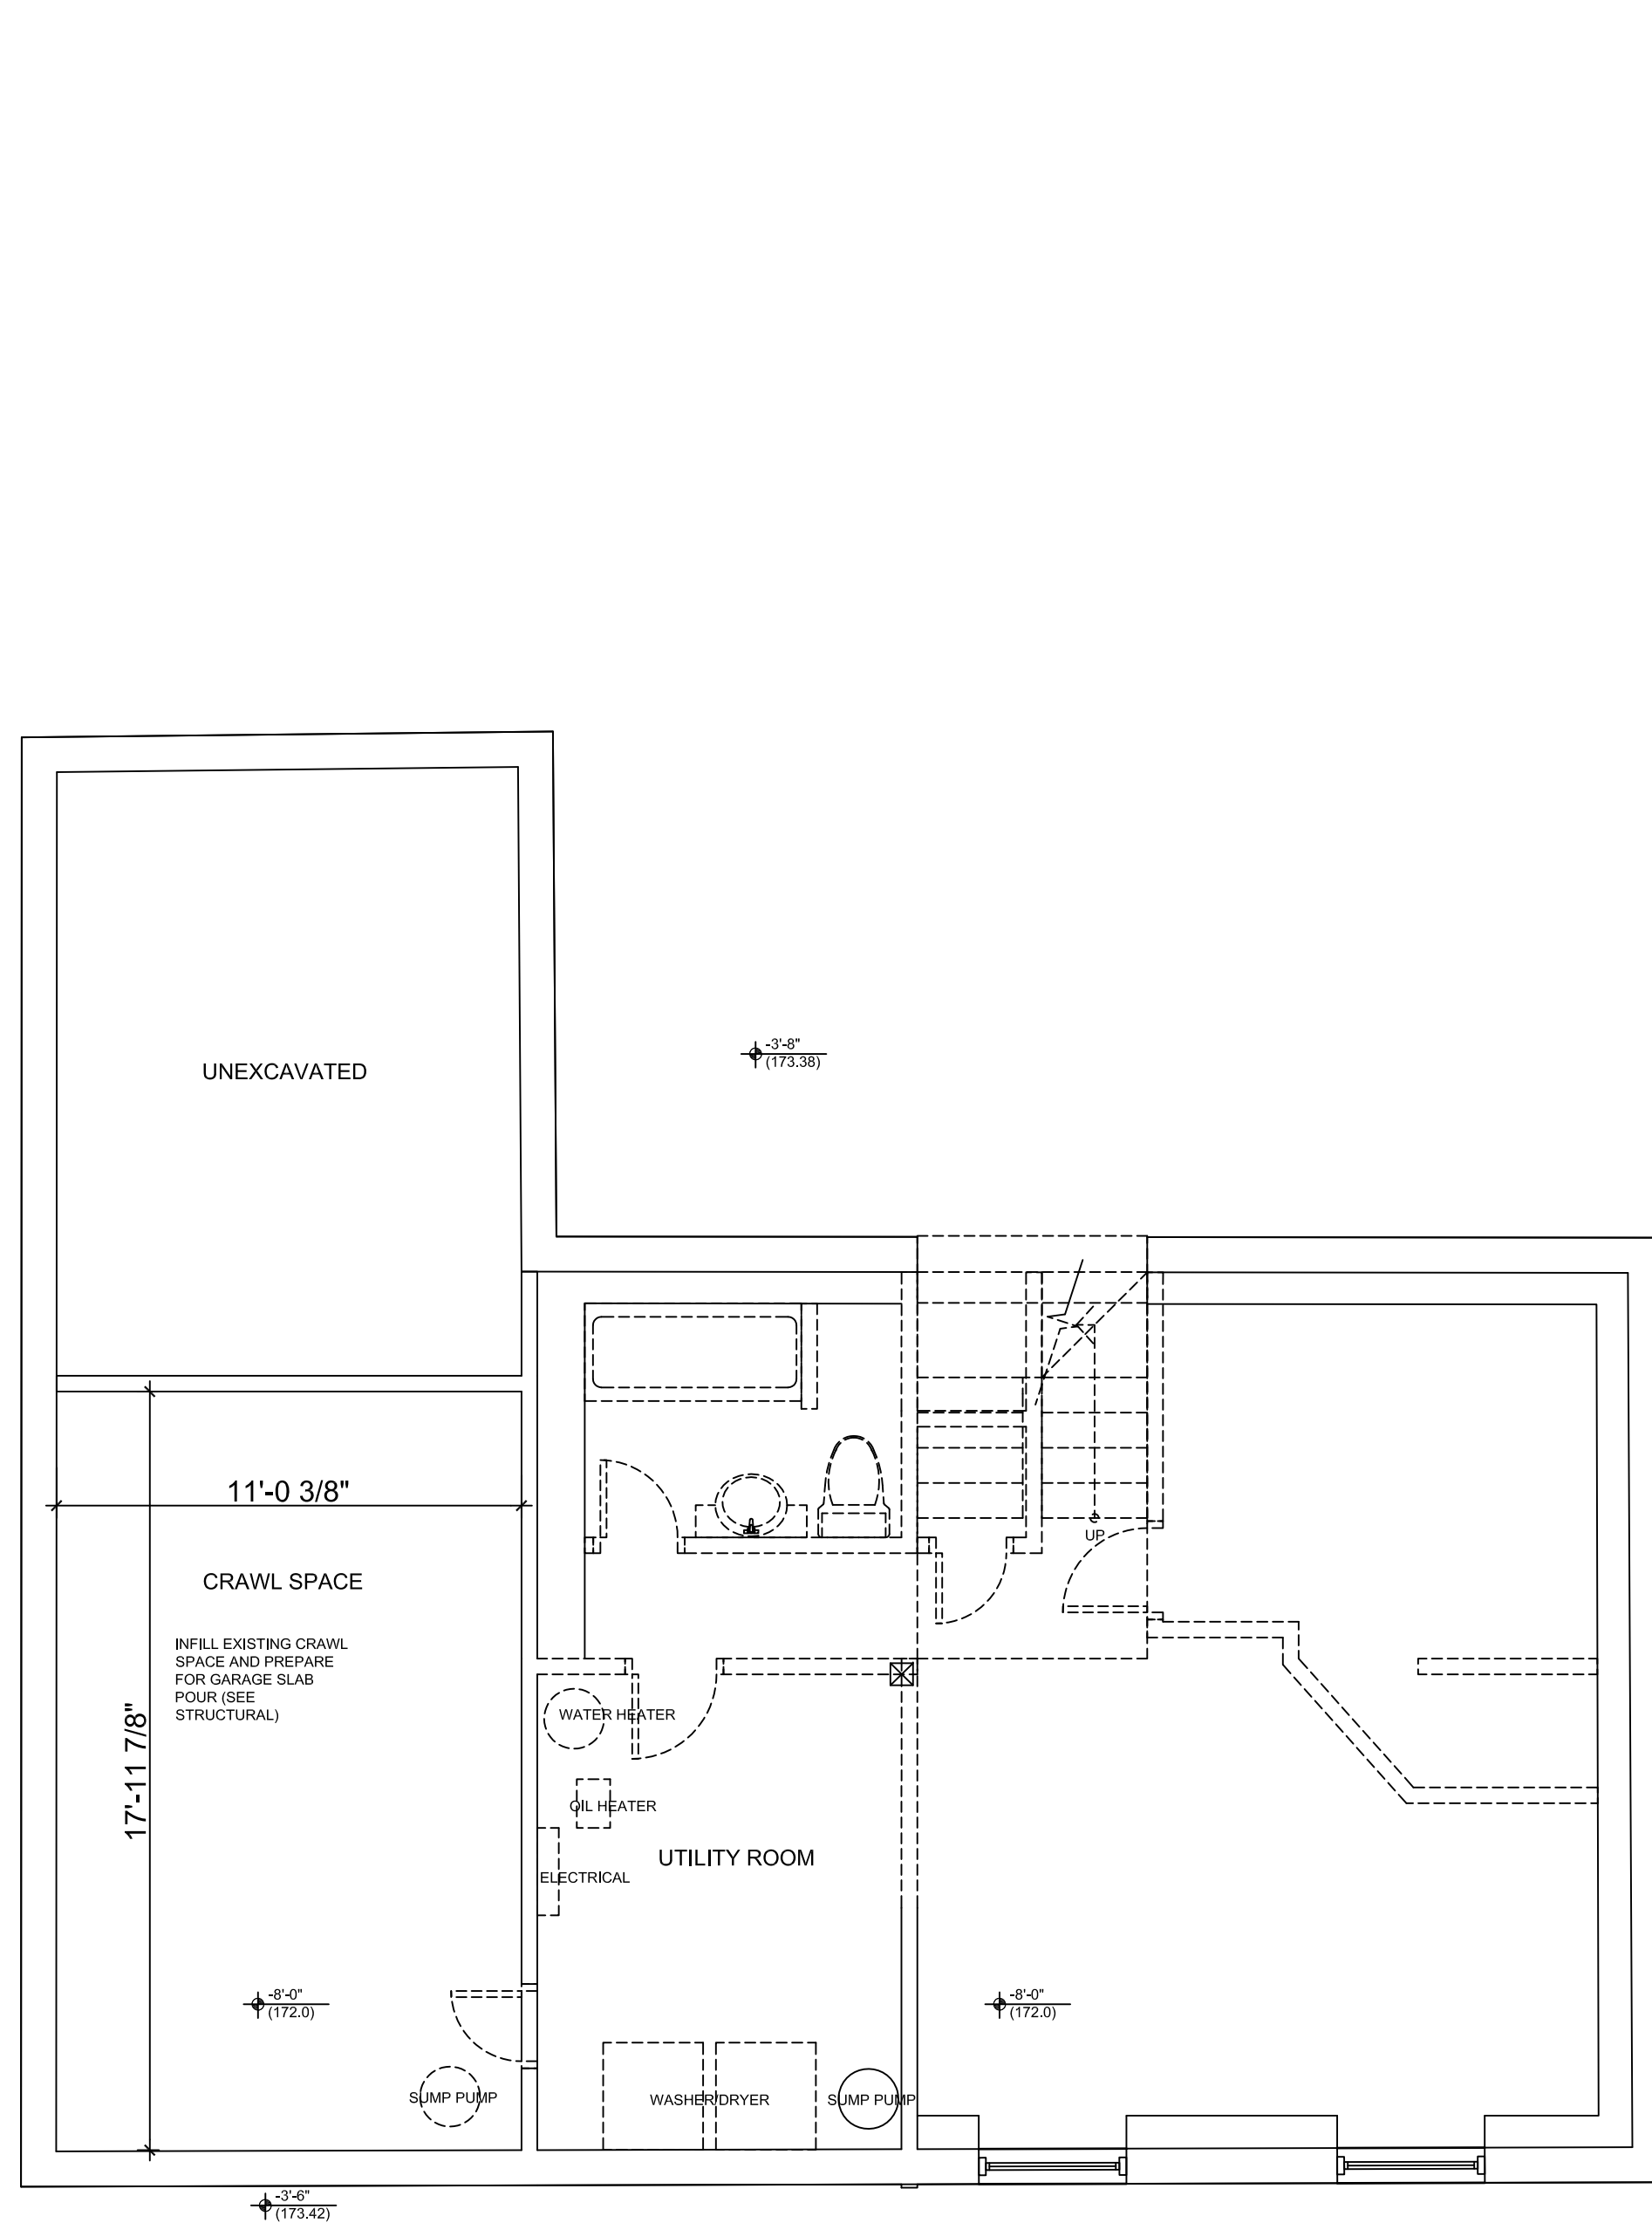 -3'-8"
(173.38)
UNEXCAVATED
11'-0 3/8"
UP
CRAWL SPACE
INFILL EXISTING CRAWL
SPACE AND PREPARE
FOR GARAGE SLAB
POUR (SEE
STRUCTURAL)
17'-11 7/8"
WATER HEATER
OIL HEATER
UTILITY ROOM
ELECTRICAL
-8'-0"
(172.0)
-8'-0"
(172.0)
SUMP PUMP
WASHER/DRYER
SUMP PUMP
-3'-6"
(173.42)